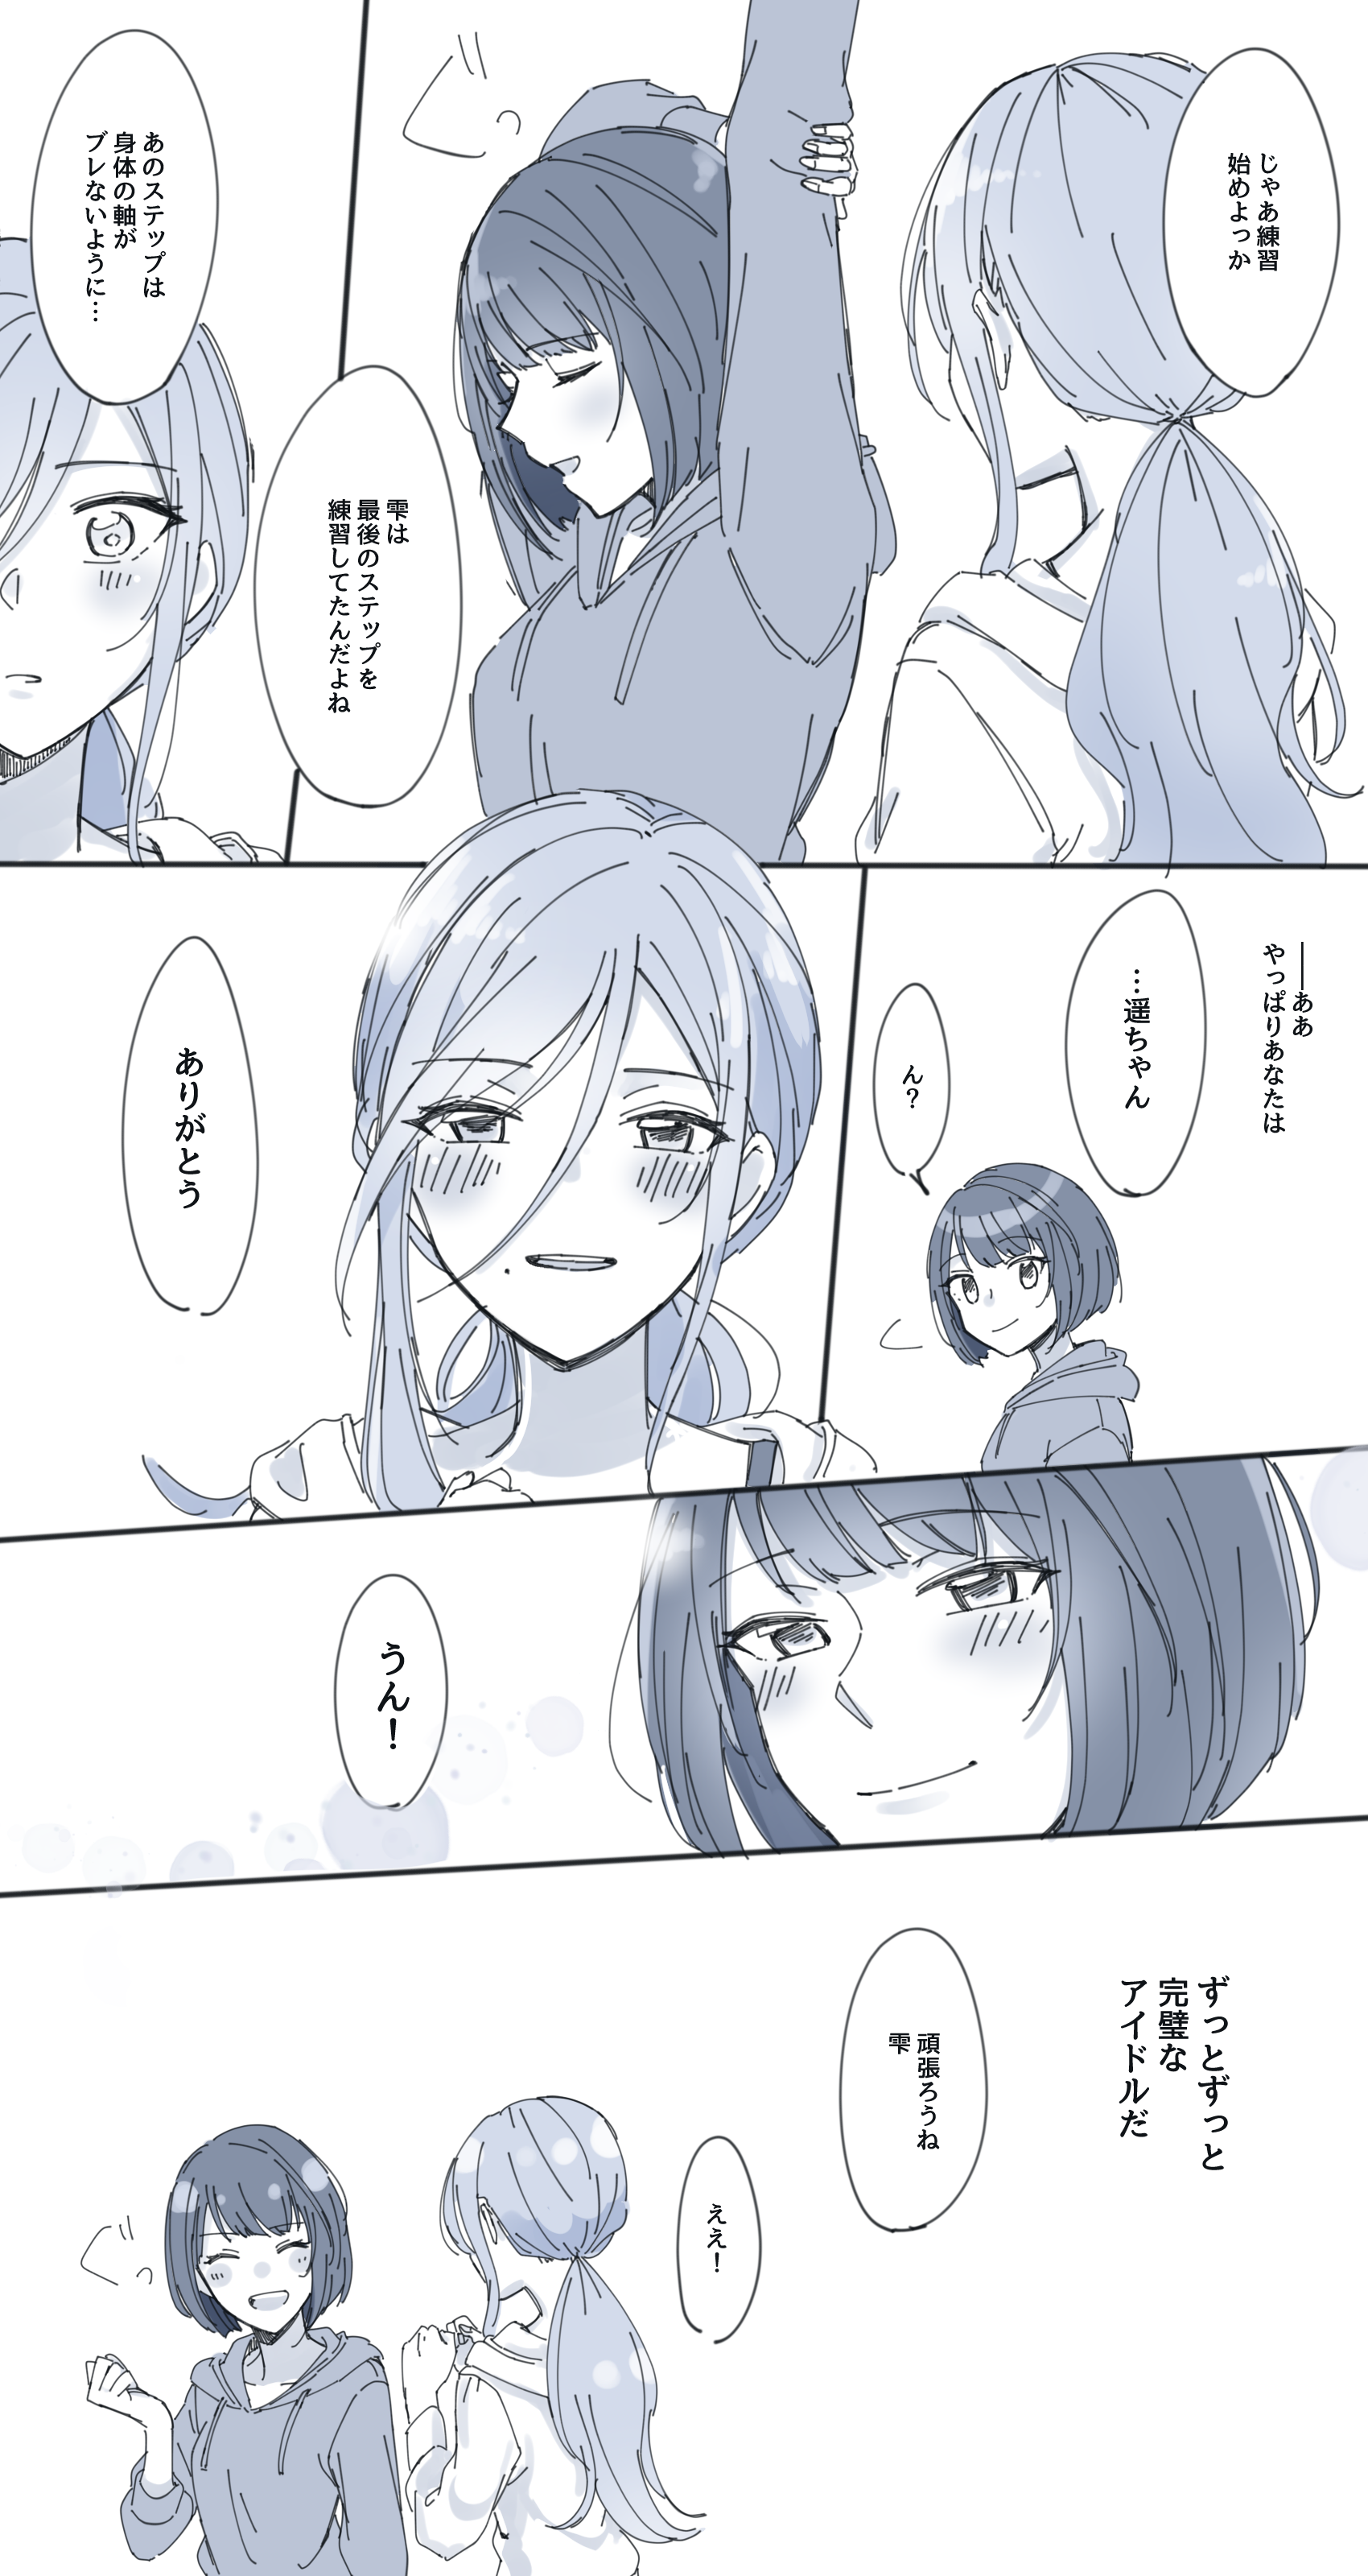 じゃあ練習
始めよっか
雫は
最後のステップを
練習してたんだよね
あのステップは
身体の軸が
ブレないように…
――ああ
やっぱりあなたは
…遥ちゃん
ん？
ありがとう
うん！
ずっとずっと
完璧な
アイドルだ
頑張ろうね
雫
ええ！